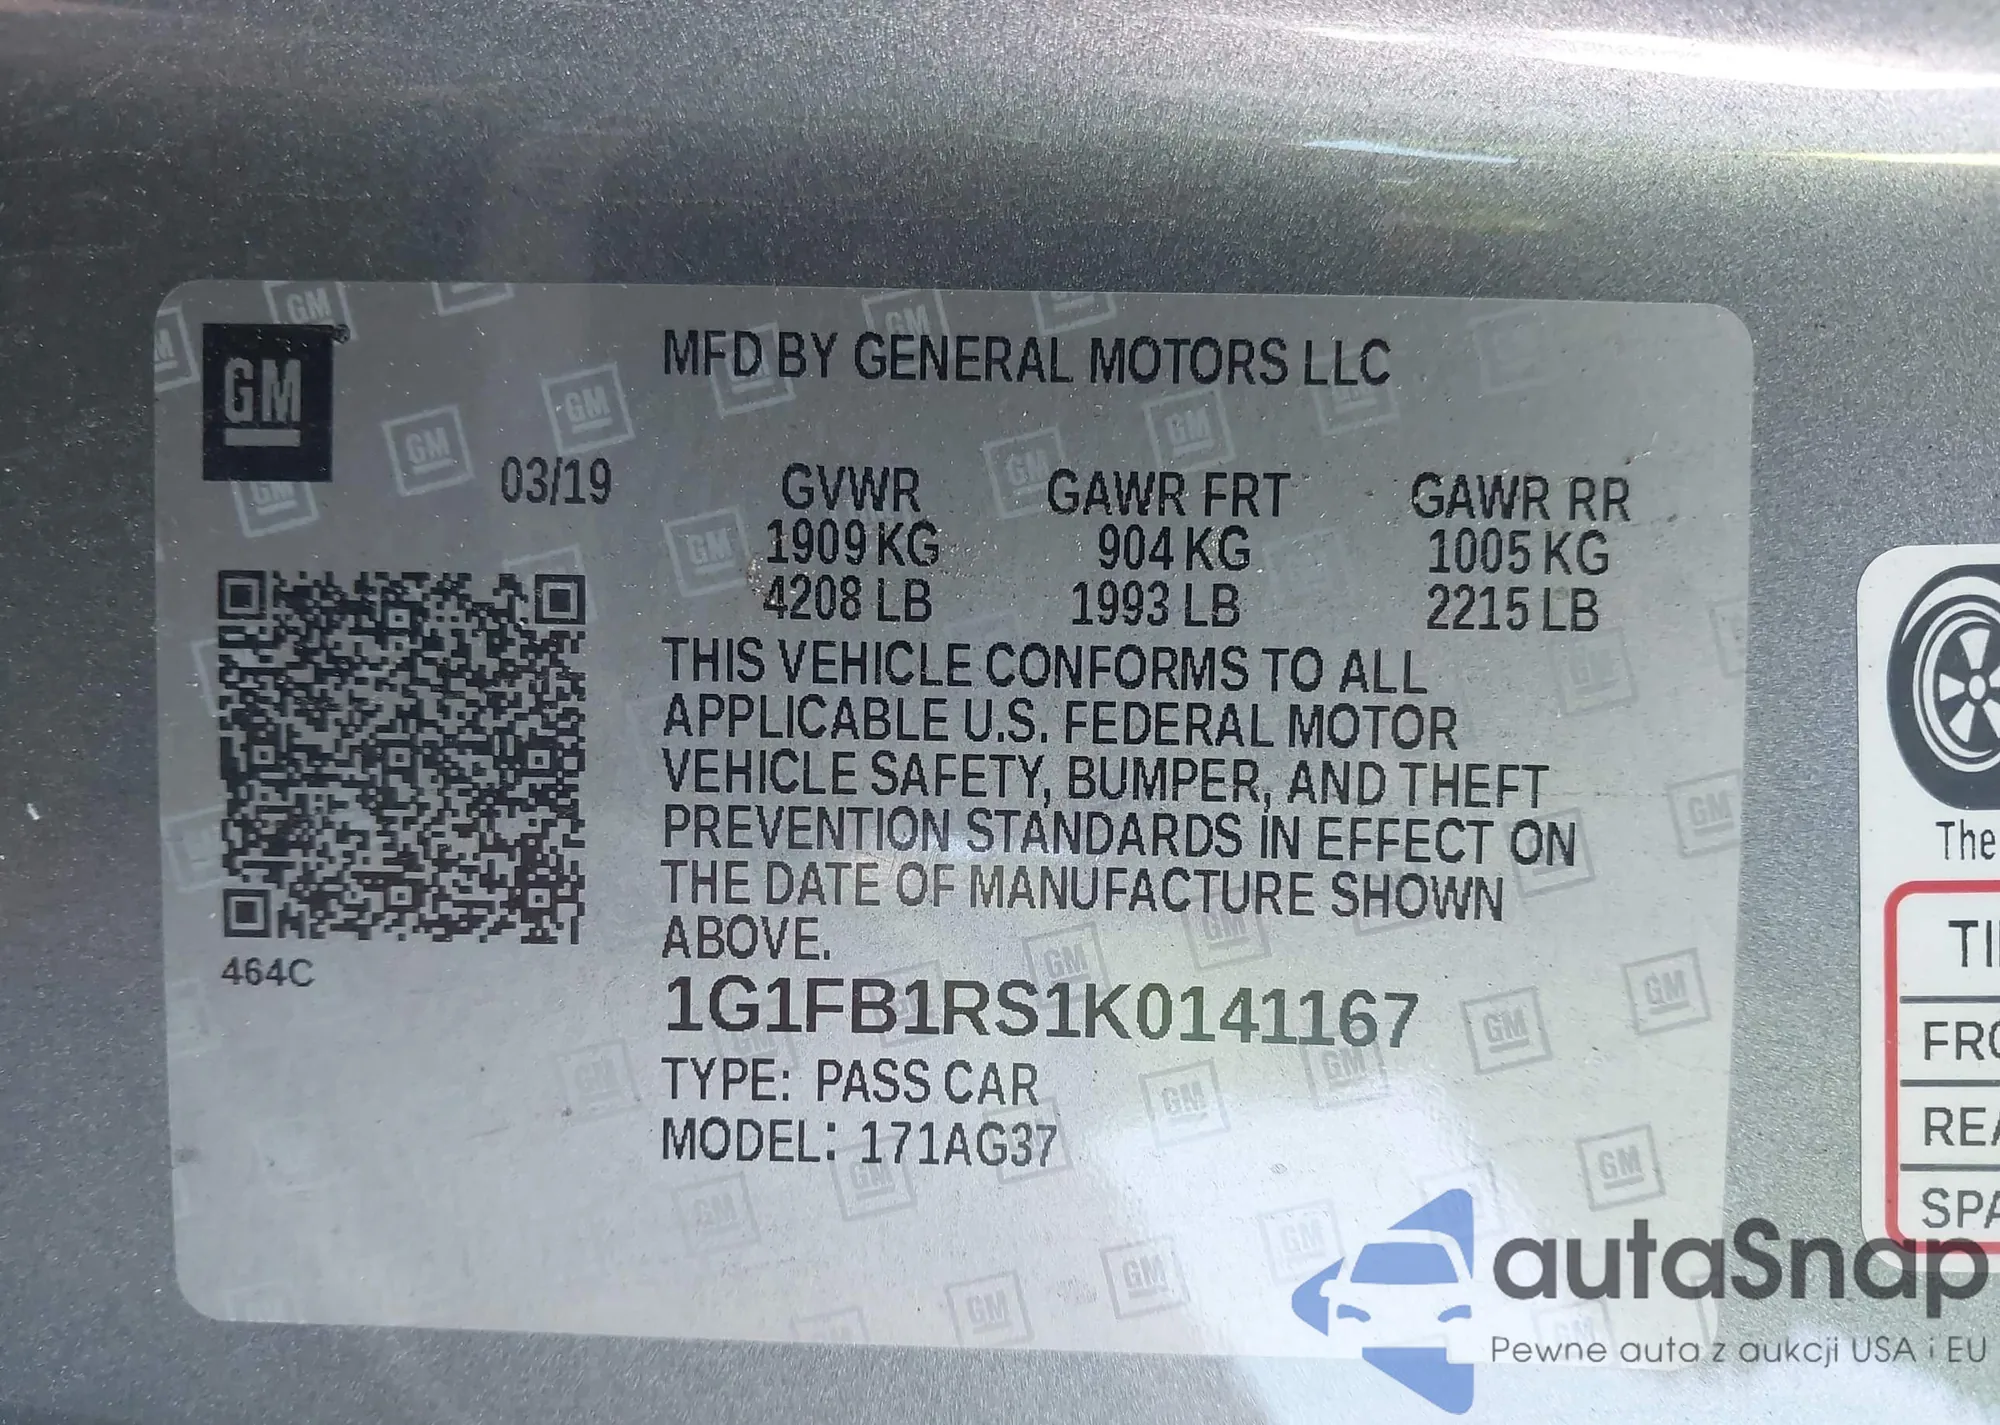 GM
MFD BY GENERAL MOTORS LLC
03/19
GVWR GAWR FRT GAWR RR
1909 KG 904 KG 1005 KG
4208 LB 1993 LB 2215 LB
THIS VEHICLE CONFORMS TO ALL
APPLICABLE U.S. FEDERAL MOTOR
VEHICLE SAFETY, BUMPER, AND THEFT
PREVENTION STANDARDS IN EFFECT ON
THE DATE OF MANUFACTURE SHOWN
ABOVE.
464C
1G1FB1RS1K0141167
TYPE: PASS CAR
MODEL: 171AG37
The
autaSnap
Pewne auta z aukcji USA i EU